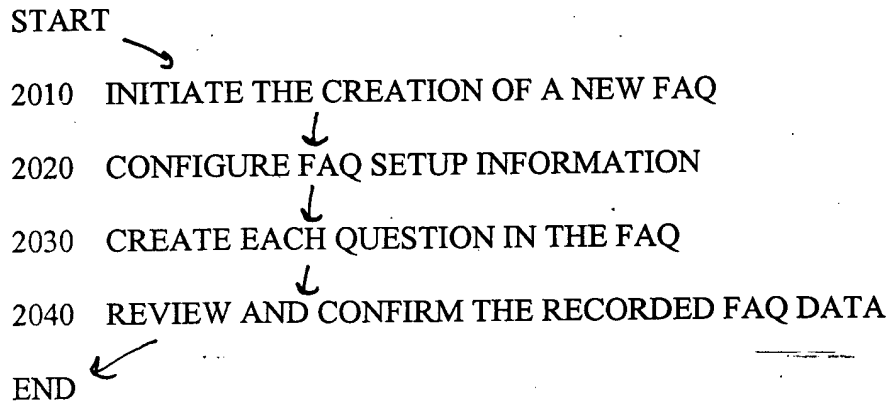 START
2010 INITIATE THE CREATION OF A NEW FAQ
2020 CONFIGURE FAQ SETUP INFORMATION
2030 CREATE EACH QUESTION IN THE FAQ
2040 REVIEW AND CONFIRM THE RECORDED FAQ DATA
END